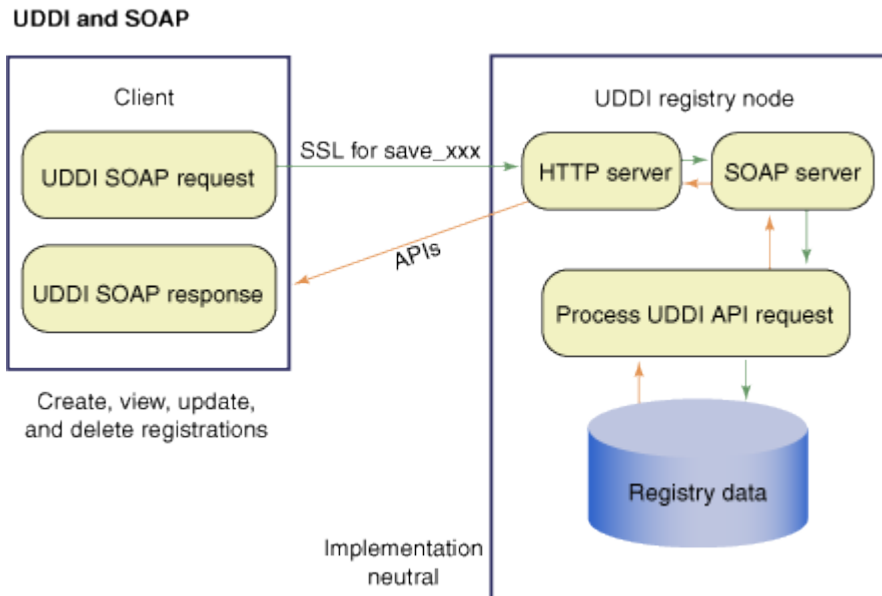 UDDI and SOAP
Client
UDDI SOAP request
UDDI SOAP response
Create, view, update,
and delete registrations
SSL for save_xxx
APIs
Implementation
neutral
UDDI registry node
HTTP server
SOAP server
Process UDDI API request
Registry data